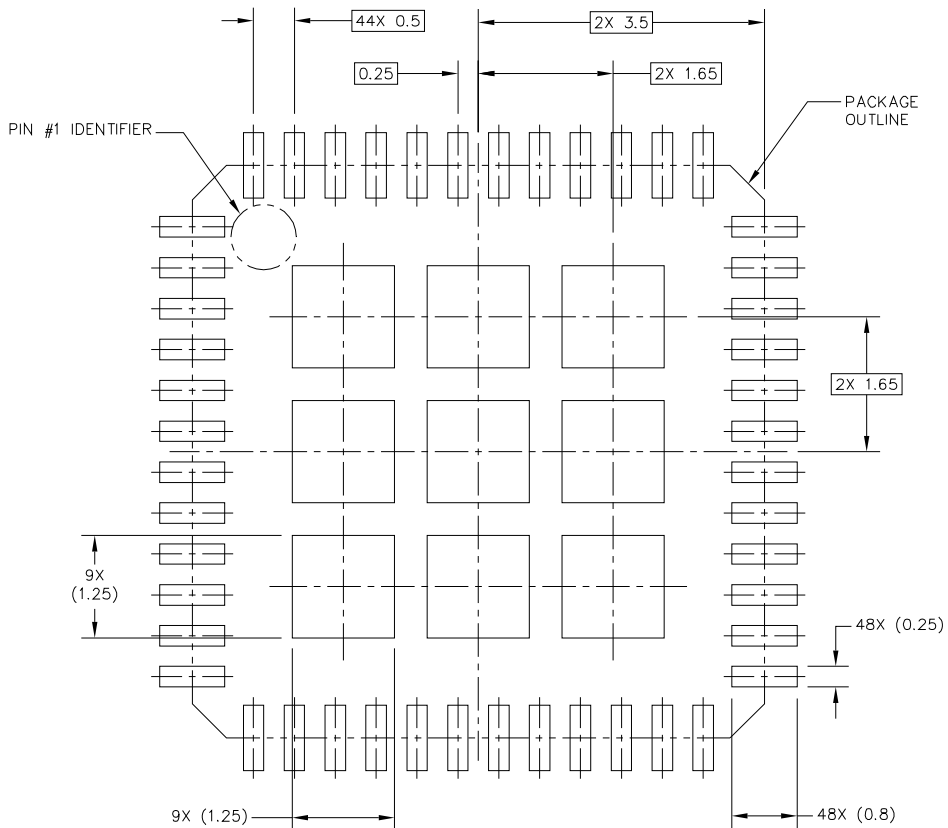 44X 0.5
2X 3.5
0.25
2X 1.65
PIN #1 IDENTIFIER
PACKAGE
OUTLINE
2X 1.65
9X
(1.25)
48X (0.25)
9X (1.25)
48X (0.8)